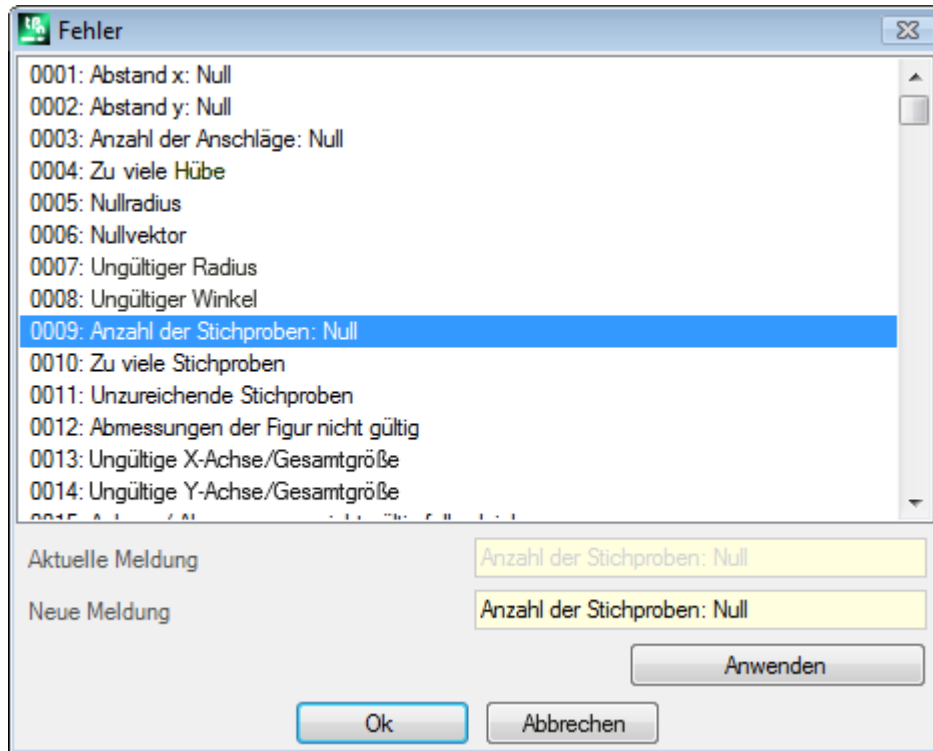 Fehler
0001: Abstand x: Null
0002: Abstand y: Null
0003: Anzahl der Anschläge: Null
0004: Zu viele Hübe
0005: Nullradius
0006: Nullvektor
0007: Ungültiger Radius
0008: Ungültiger Winkel
0009: Anzahl der Stichproben: Null
0010: Zu viele Stichproben
0011: Unzureichende Stichproben
0012: Abmessungen der Figur nicht gültig
0013: Ungültige X-Achse/Gesamtgröße
0014: Ungültige Y-Achse/Gesamtgröße
Aktuelle Meldung Anzahl der Stichproben: Null
Neue Meldung Anzahl der Stichproben: Null
Anwenden
Ok Abbrechen